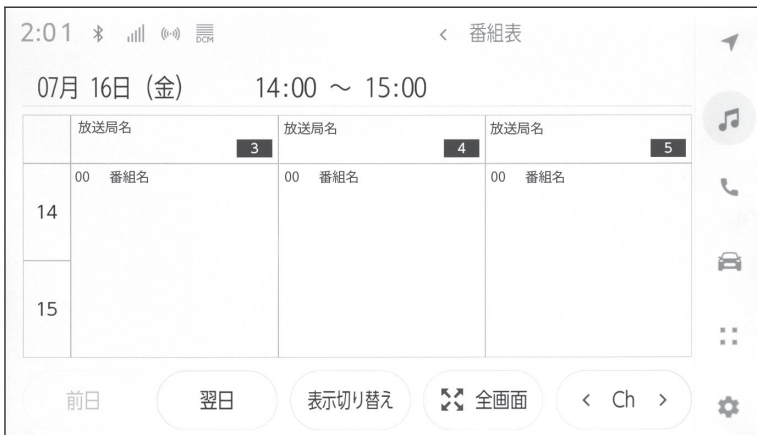 2:01 DCM < 番組表
07月 16日 (金) 14:00 ～ 15:00
放送局名 3 放送局名 4 放送局名 5
14 00 番組名 00 番組名 00 番組名
15
前日 翌日 表示切り替え 全画面 < Ch >